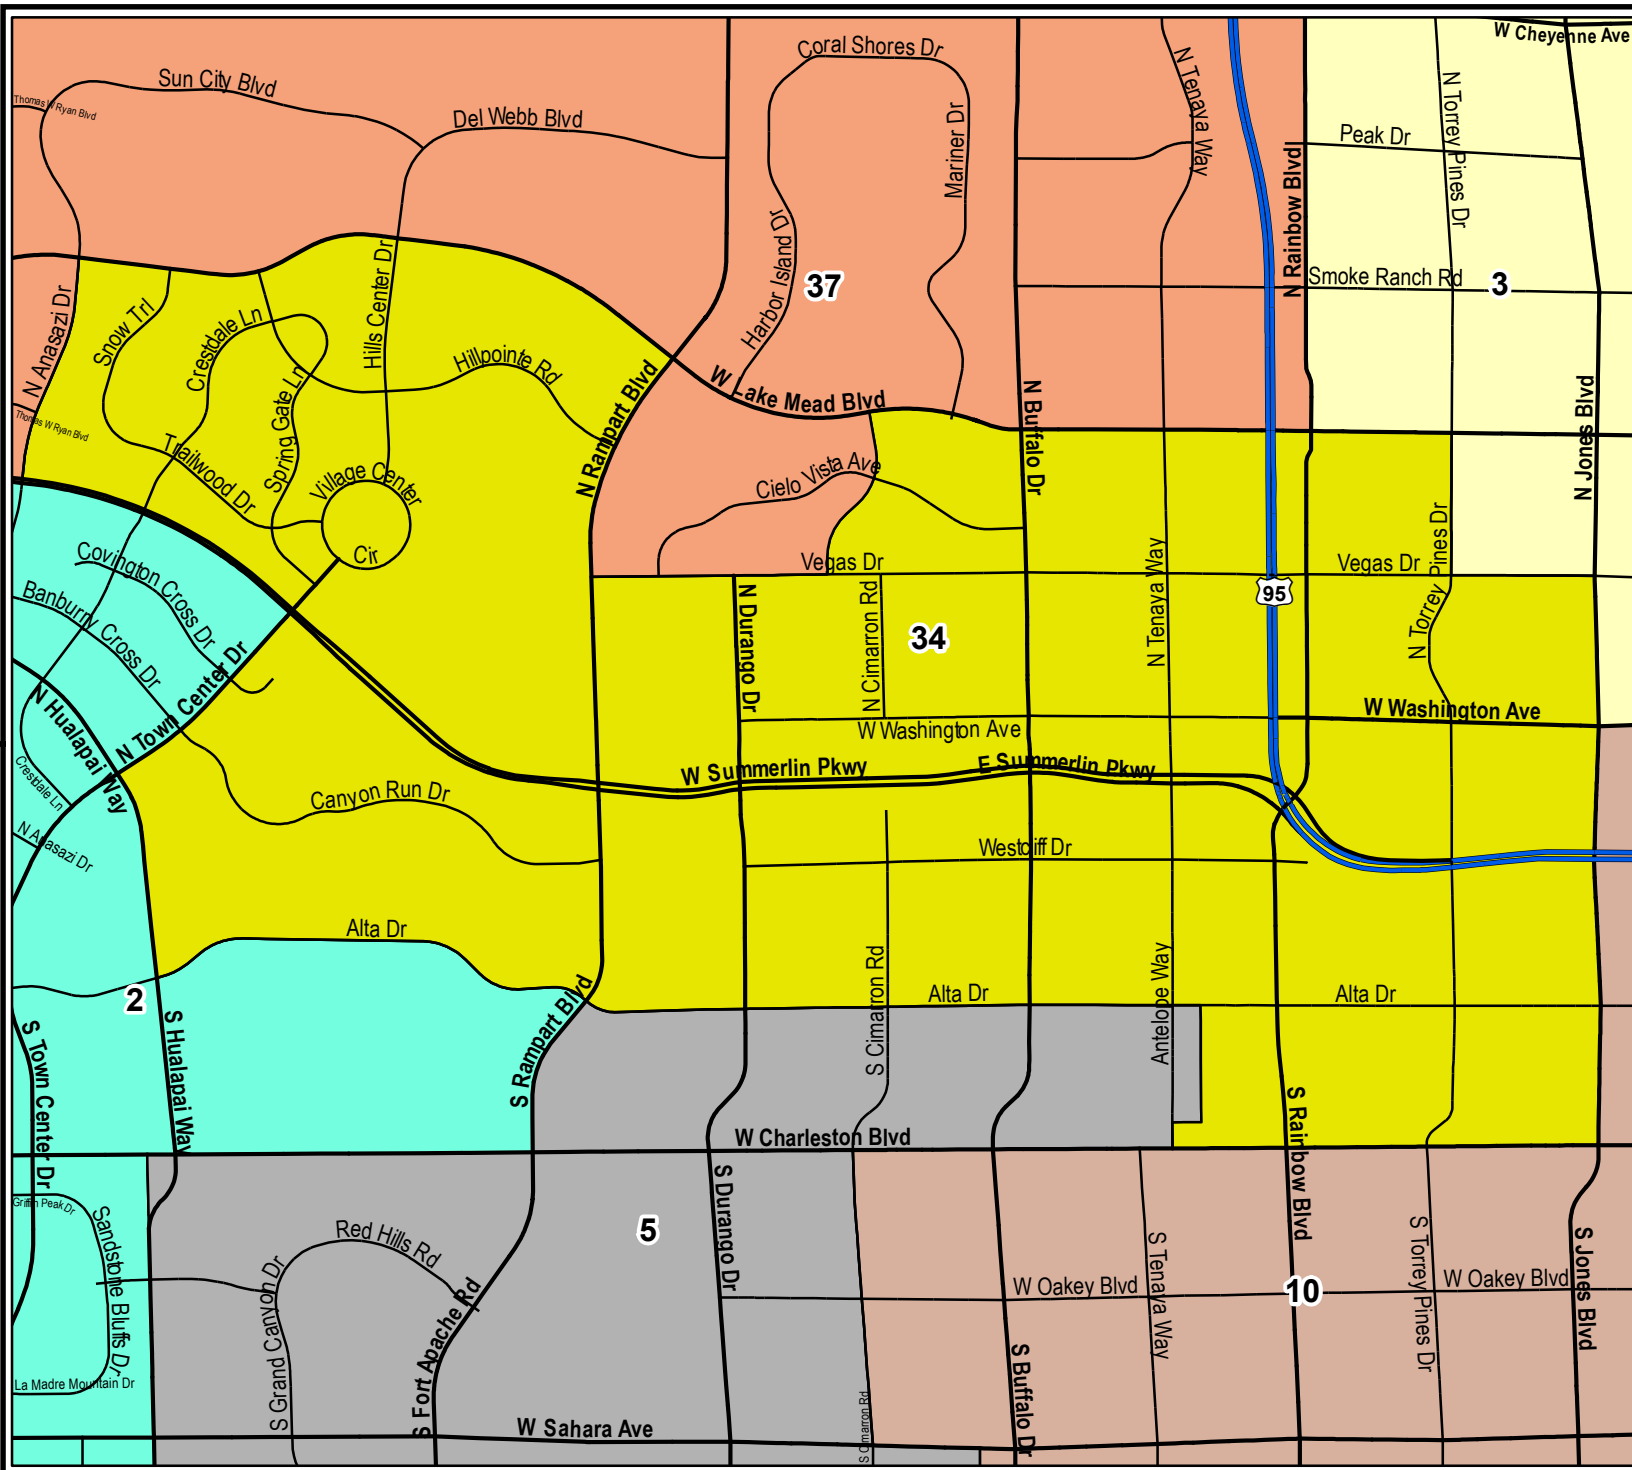 W Cheyenne Ave
Coral Shores Dr
Sun City Blvd
Thomas W Ryan Blvd
Del Webb Blvd
Mariner Dr
N Tenaya Way
N Torrey Pines Dr
Peak Dr
N Rainbow Blvd
Harbor Island Dr
Hills Center Dr
37
Smoke Ranch Rd
3
N Anasazi Dr
Snow Trl
Crestdale Ln
Hillpointe Rd
W Lake Mead Blvd
N Rampart Blvd
N Buffalo Dr
N Jones Blvd
Thomas W Ryan Blvd
Spring Gate Ln
Trailwood Dr
Village Center
Cir
Cielo Vista Ave
Vegas Dr
Vegas Dr
N Torrey Pines Dr
N Tenaya Way
95
Covington Cross Dr
Banburry Cross Dr
N Durango Dr
N Cimarron Rd
34
N Town Center Dr
N Hualapai Way
W Washington Ave
W Washington Ave
Crestdale Ln
W Summerlin Pkwy
E Summerlin Pkwy
Canyon Run Dr
N Anasazi Dr
Westcliff Dr
Alta Dr
S Cimarron Rd
Antelope Way
Alta Dr
Alta Dr
2
S Rampart Blvd
S Town Center Dr
S Hualapai Way
S Rainbow Blvd
W Charleston Blvd
Griffin Peak Dr
Sandstone Bluffs Dr
Red Hills Rd
5
S Durango Dr
S Grand Canyon Dr
S Fort Apache Rd
W Oakey Blvd
S Tenaya Way
10
S Torrey Pines Dr
W Oakey Blvd
S Jones Blvd
La Madre Mountain Dr
S Buffalo Dr
S Cimarron Rd
W Sahara Ave